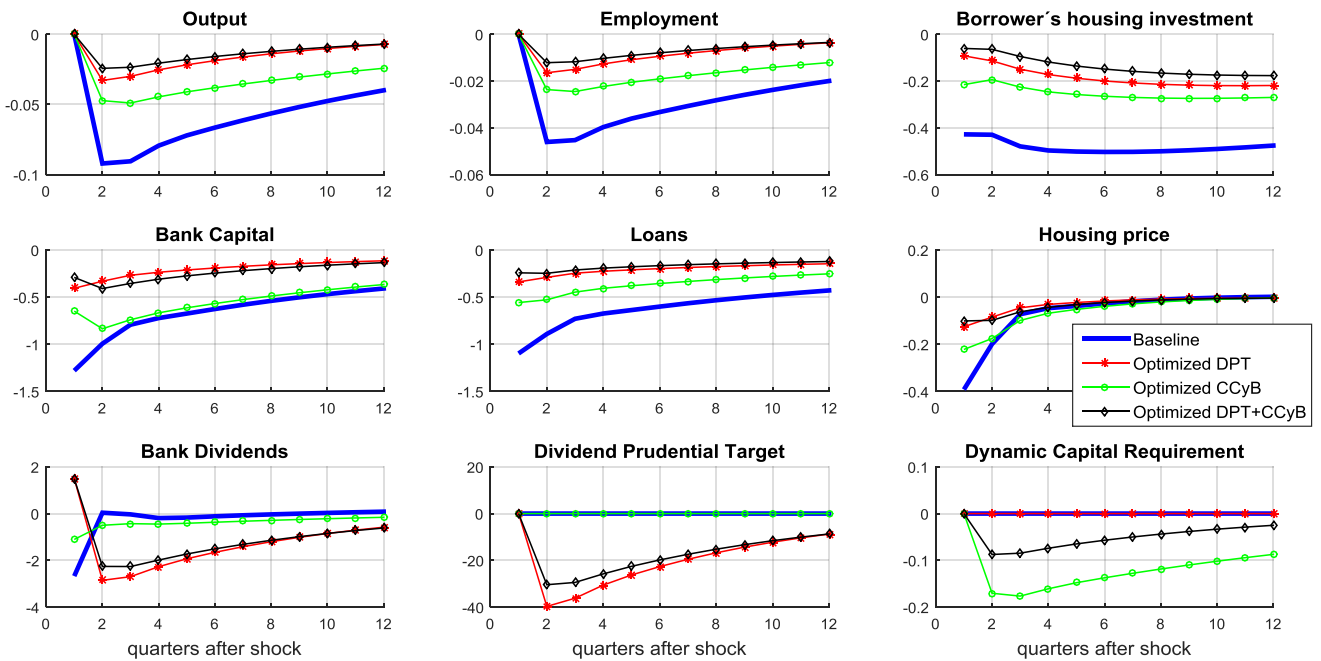 Output
0
-0.05
-0.1
0 2 4 6 8 10 12
Employment
0
-0.02
-0.04
-0.06
0 2 4 6 8 10 12
Borrower´s housing investment
0
-0.2
-0.4
-0.6
0 2 4 6 8 10 12
Bank Capital
0
-0.5
-1
-1.5
0 2 4 6 8 10 12
Loans
0
-0.5
-1
-1.5
0 2 4 6 8 10 12
Housing price
0.2
0
-0.2
-0.4
0 2 4
Baseline
Optimized DPT
Optimized CCyB
Optimized DPT+CCyB
Bank Dividends
2
0
-2
-4
0 2 4 6 8 10 12
quarters after shock
Dividend Prudential Target
20
0
-20
-40
0 2 4 6 8 10 12
quarters after shock
Dynamic Capital Requirement
0.1
0
-0.1
-0.2
0 2 4 6 8 10 12
quarters after shock